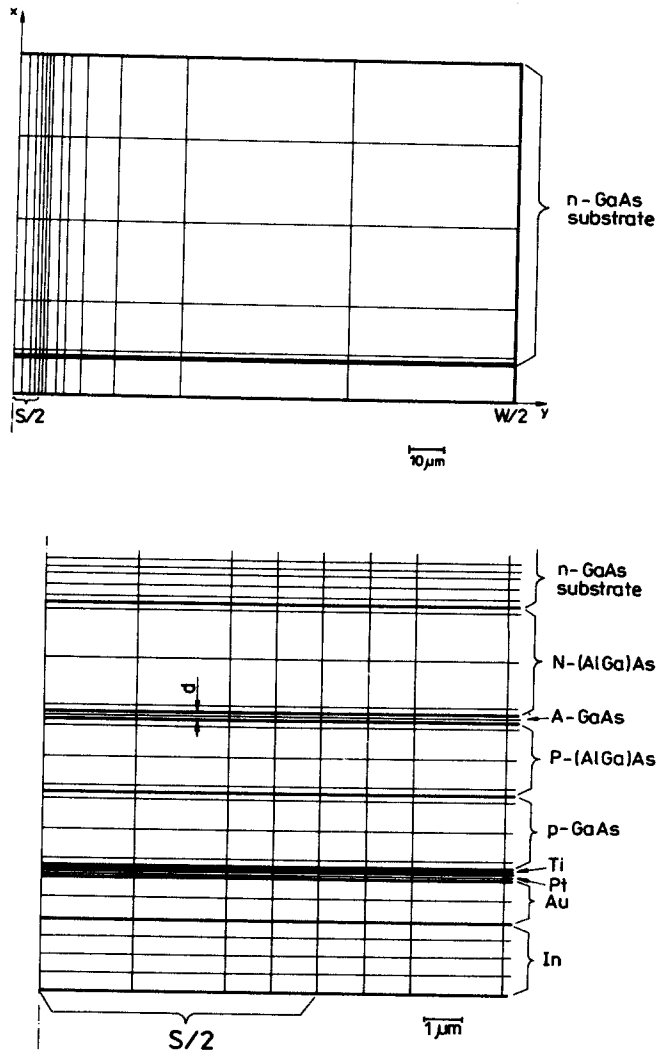 x
n-GaAs
substrate
S/2
W/2
y
10μm
n-GaAs
substrate
N-(AlGa)As
d
A-GaAs
P-(AlGa)As
p-GaAs
Ti
Pt
Au
In
S/2
1μm